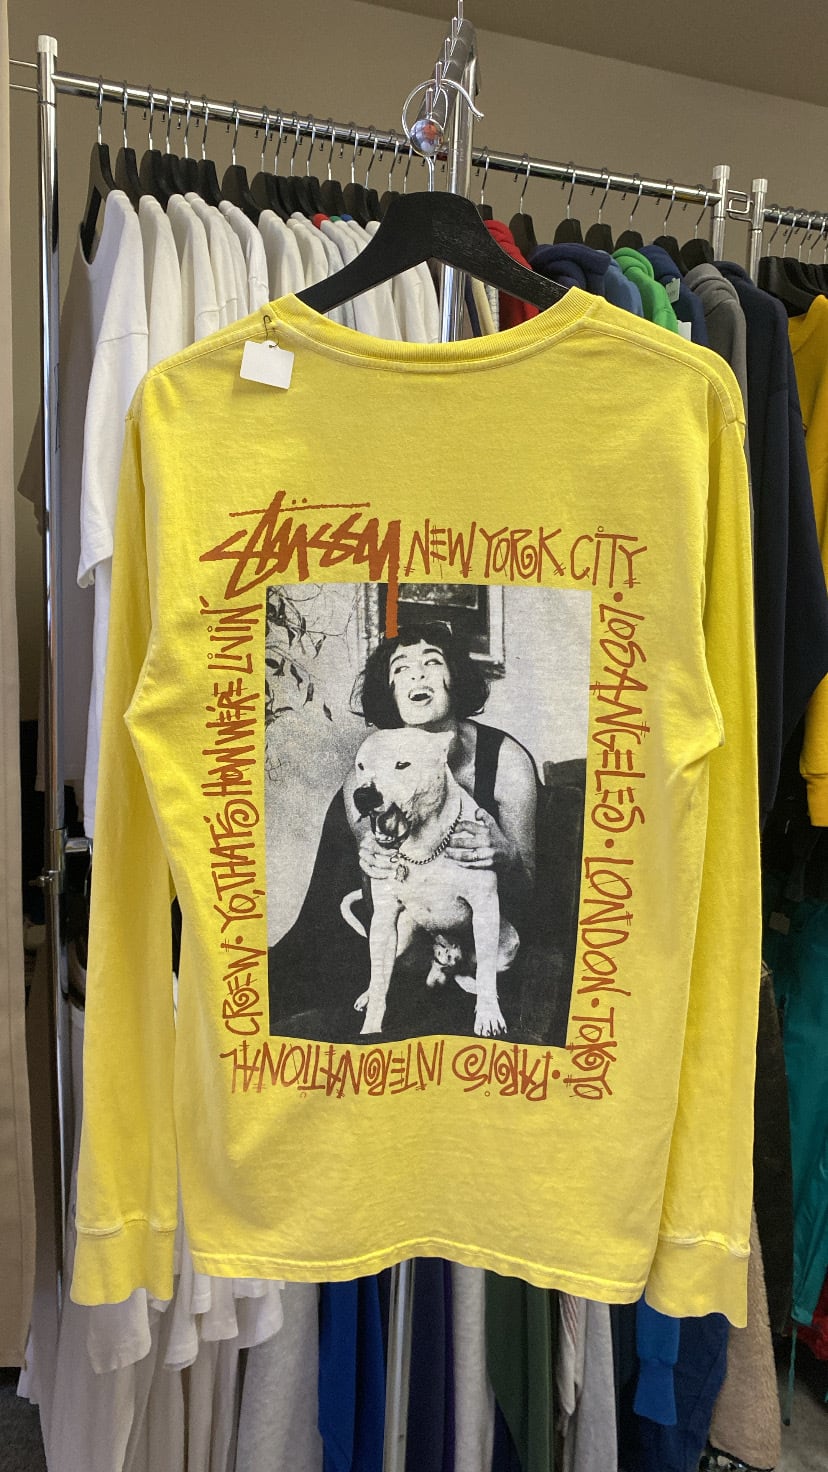 STÜSSY NEW YORK CITY ·
LOS ANGELES · LONDON · TOKYO
· PARIS INTERNATIONAL
CREW · YO, THAT'S HOW WE'RE LIVIN'